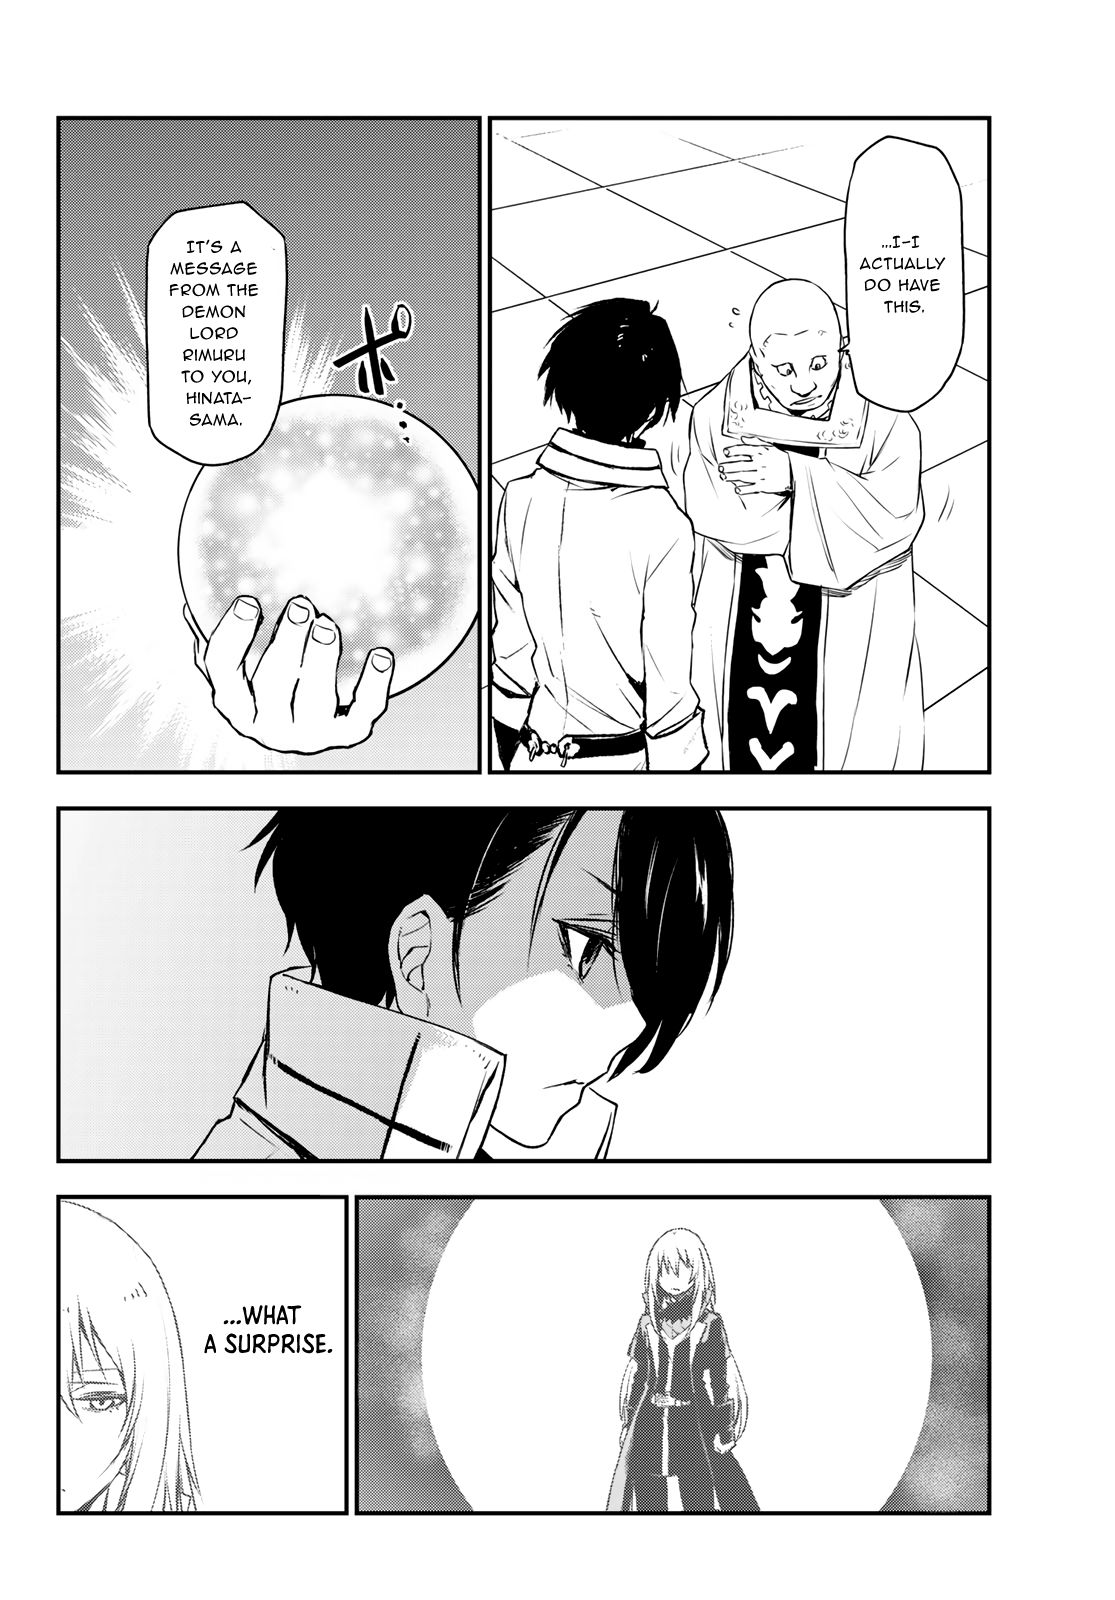 ...I-I
ACTUALLY
DO HAVE
THIS.
IT'S A
MESSAGE
FROM THE
DEMON
LORD
RIMURU
TO YOU,
HINATA-
SAMA.
...WHAT
A SURPRISE.